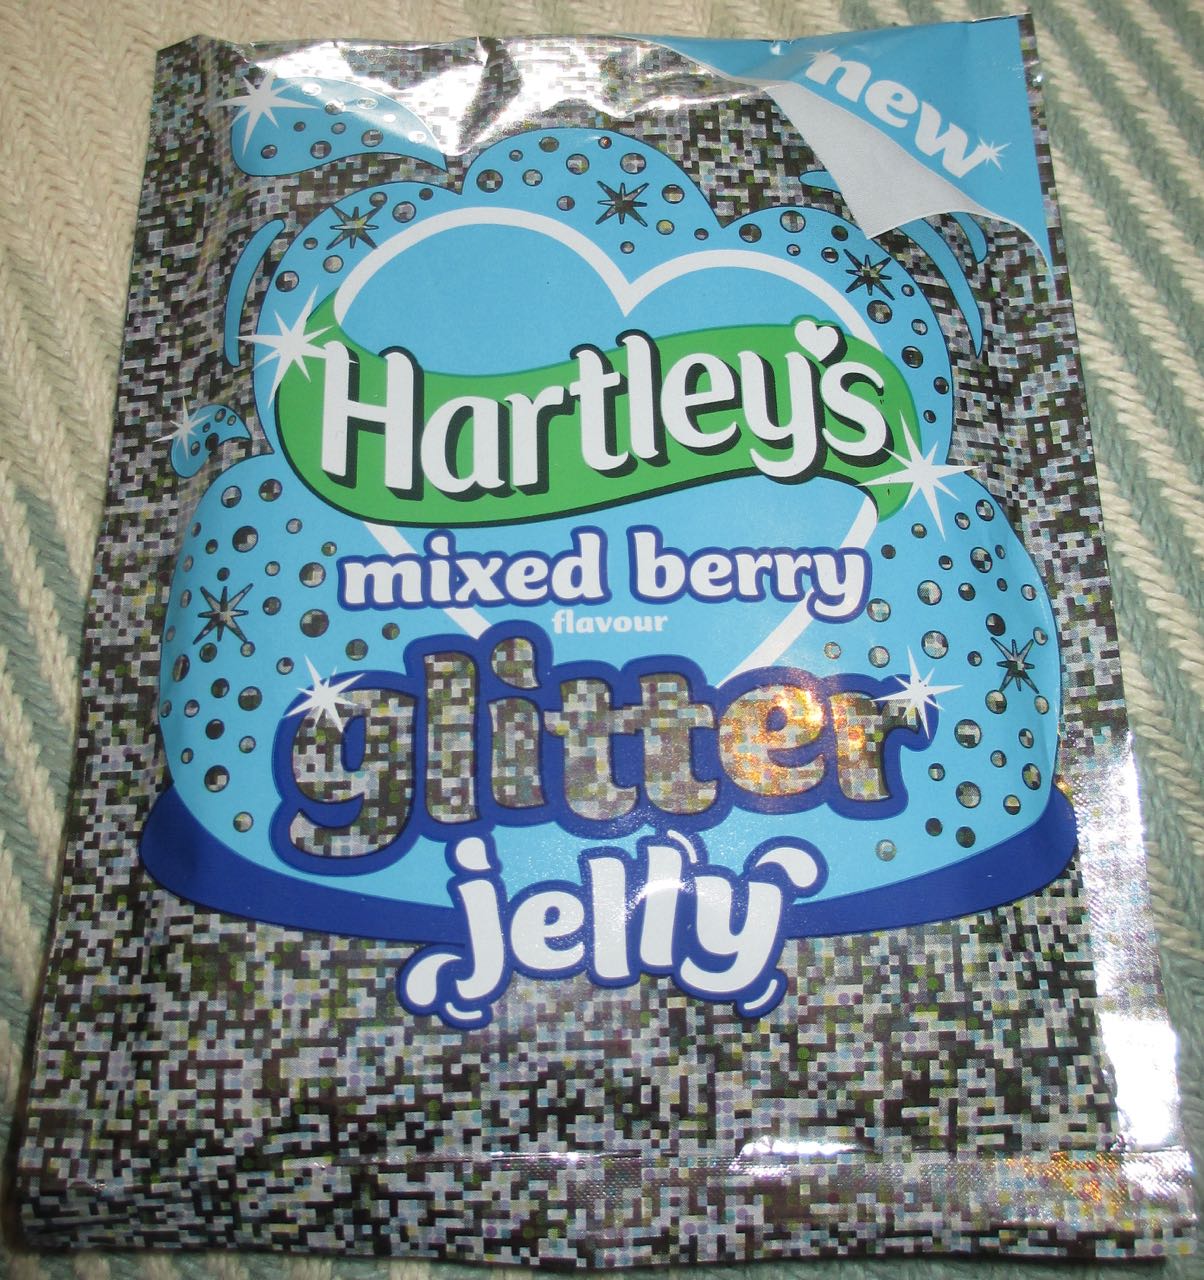 new
Hartley's
mixed berry
flavour
glitter
jelly